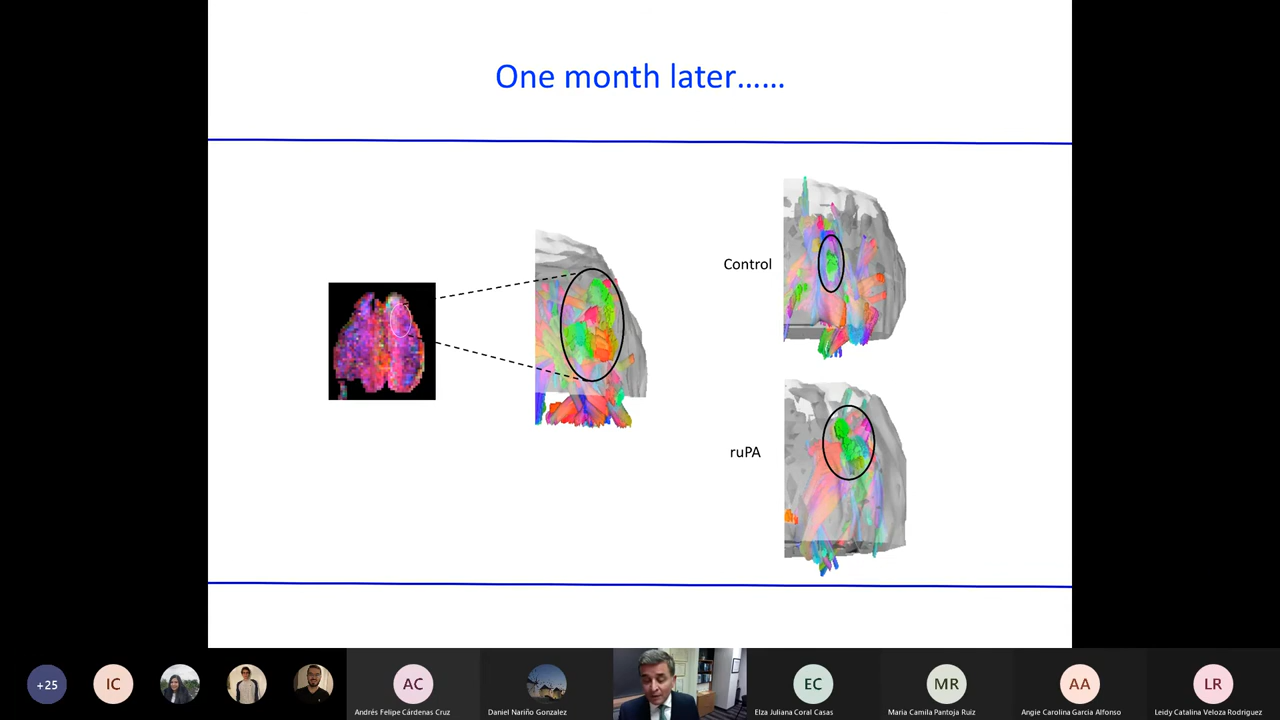 One month later……
Control
ruPA
+25
IC
AC
EC
MR
AA
LR
Andrés Felipe Cárdenas Cruz
Daniel Nariño Gonzalez
Elza Juliana Coral Casas
Maria Camila Pantoja Ruiz
Angie Carolina Garcia Alfonso
Leidy Catalina Veloza Rodriguez